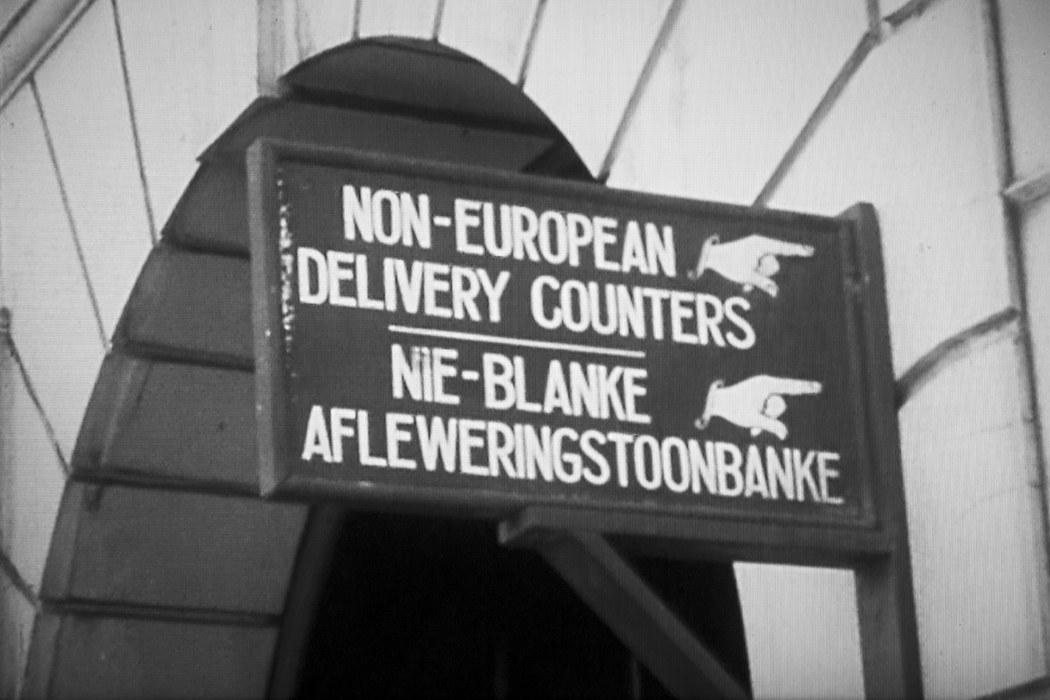 NON-EUROPEAN
DELIVERY COUNTERS
NIE-BLANKE
AFLEWERINGSTOONBANKE